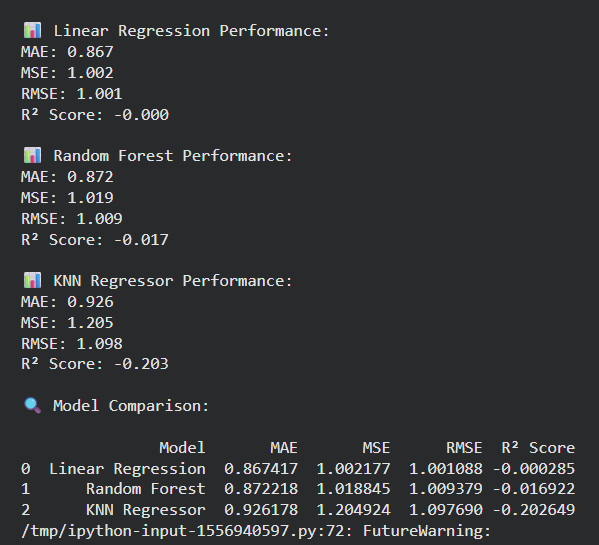 📊 Linear Regression Performance:
MAE: 0.867
MSE: 1.002
RMSE: 1.001
R² Score: -0.000
📊 Random Forest Performance:
MAE: 0.872
MSE: 1.019
RMSE: 1.009
R² Score: -0.017
📊 KNN Regressor Performance:
MAE: 0.926
MSE: 1.205
RMSE: 1.098
R² Score: -0.203
🔍 Model Comparison:
Model MAE MSE RMSE R² Score
0 Linear Regression 0.867417 1.002177 1.001088 -0.000285
1 Random Forest 0.872218 1.018845 1.009379 -0.016922
2 KNN Regressor 0.926178 1.204924 1.097690 -0.202649
/tmp/ipython-input-1556940597.py:72: FutureWarning: